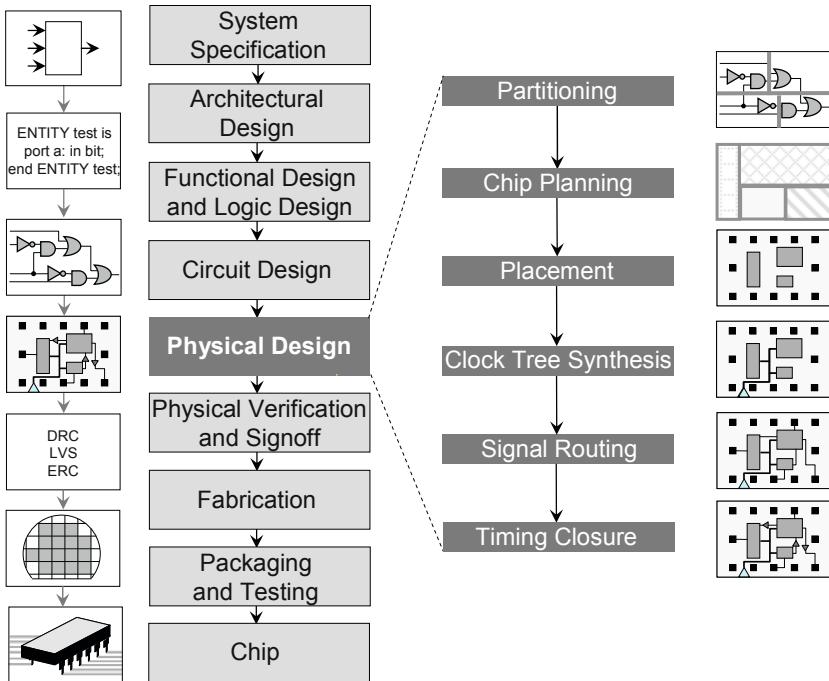 ENTITY test is
port a: in bit;
end ENTITY test;
DRC
LVS
ERC
System
Specification
Architectural
Design
Functional Design
and Logic Design
Circuit Design
Physical Design
Physical Verification
and Signoff
Fabrication
Packaging
and Testing
Chip
Partitioning
Chip Planning
Placement
Clock Tree Synthesis
Signal Routing
Timing Closure